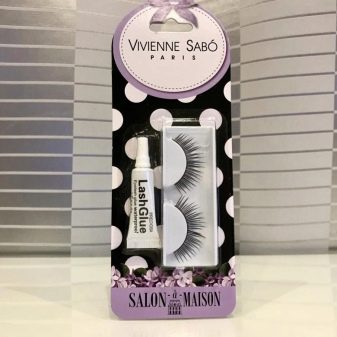 VIVIENNE SABÓ
PARIS
LashGlue
SALON-à-MAISON